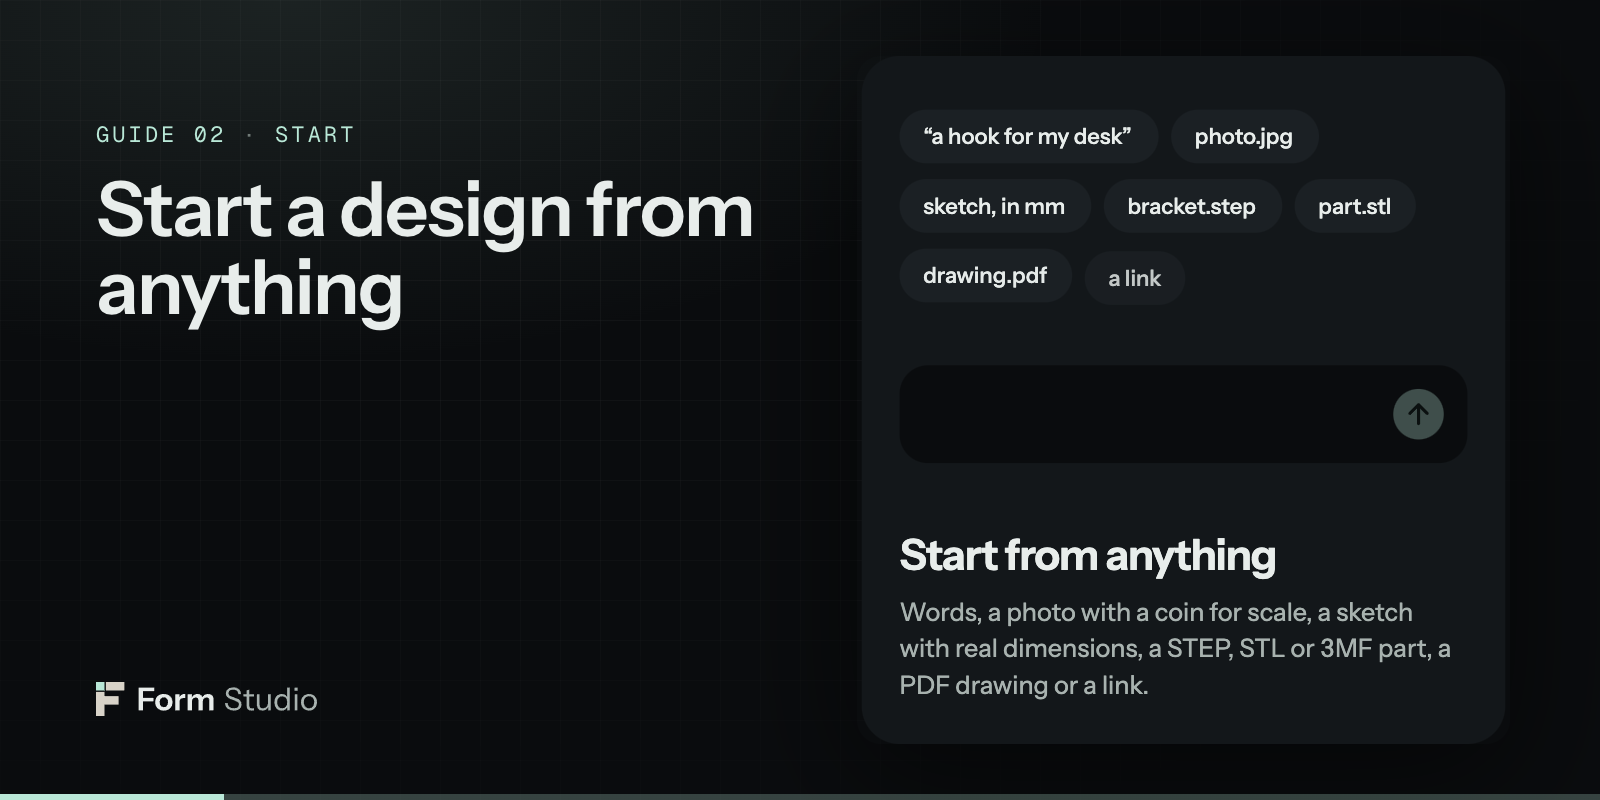 GUIDE 02 · START
Start a design from
anything
Form Studio
“a hook for my desk”
photo.jpg
sketch, in mm
bracket.step
part.stl
drawing.pdf
a link
Start from anything
Words, a photo with a coin for scale, a sketch
with real dimensions, a STEP, STL or 3MF part, a
PDF drawing or a link.